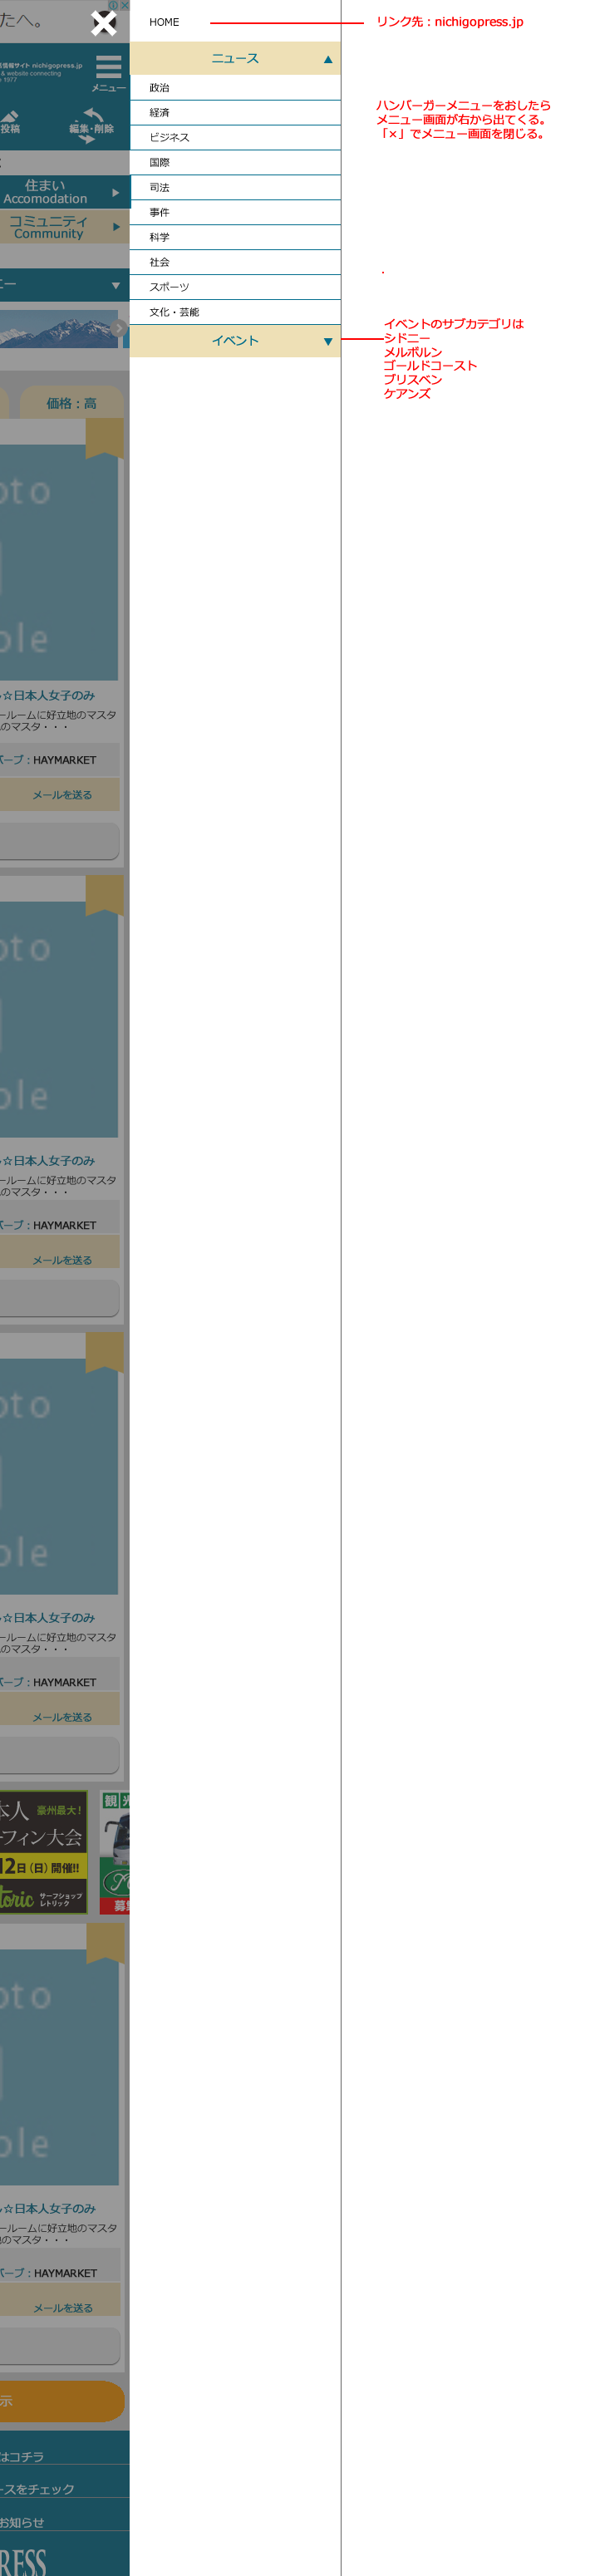 たへ。
HOME
リンク先：nichigopress.jp
ニュース
情報サイト nichigopress.jp
& website connecting
1977
メニュー
政治
経済
ハンバーガーメニューをおしたら
メニュー画面が右から出てくる。
「×」でメニュー画面を閉じる。
投稿
編集・削除
ビジネス
国際
住まい
Accomodation
司法
コミュニティ
Community
事件
科学
社会
ニー
スポーツ
文化・芸能
イベント
イベントのサブカテゴリは
シドニー
メルボルン
ゴールドコースト
ブリスベン
ケアンズ
価格：高
oto
ole
☆日本人女子のみ
ールームに好立地のマスタ
のマスタ・・・
バーブ：HAYMARKET
メールを送る
oto
ole
☆日本人女子のみ
ールームに好立地のマスタ
のマスタ・・・
バーブ：HAYMARKET
メールを送る
oto
ole
☆日本人女子のみ
ールームに好立地のマスタ
のマスタ・・・
バーブ：HAYMARKET
メールを送る
本人
豪州最大！
ーフィン大会
12日（日）開催!!
toric
サーフショップ
レトリック
観光
募集
oto
ole
☆日本人女子のみ
ールームに好立地のマスタ
のマスタ・・・
バーブ：HAYMARKET
メールを送る
示
はコチラ
ースをチェック
お知らせ
PRESS